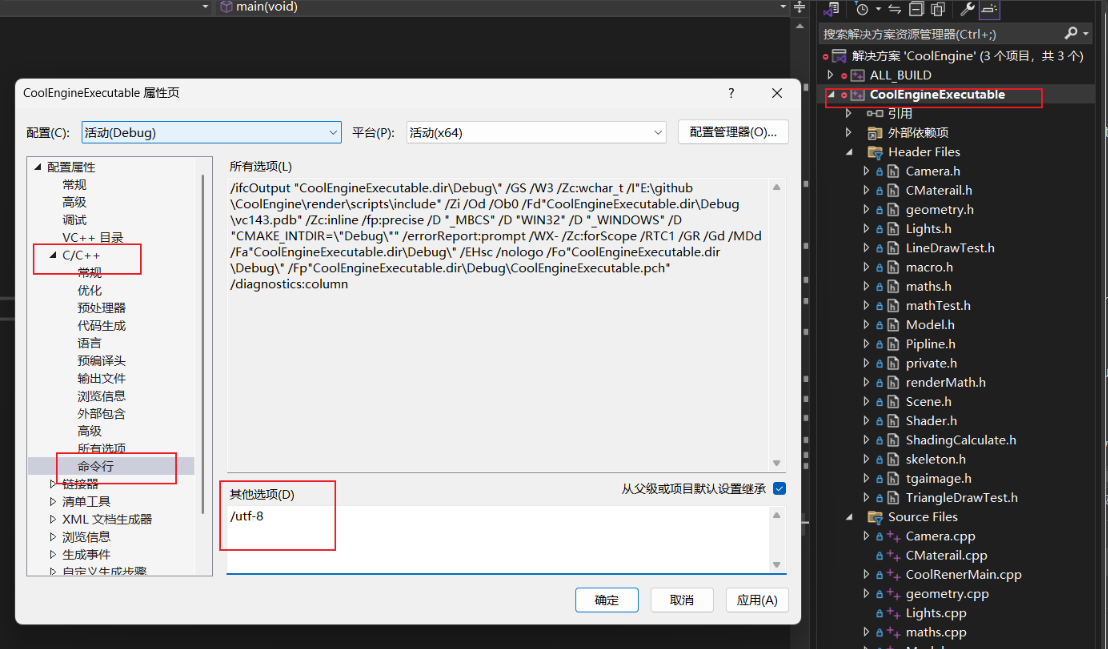 main(void)
搜索解决方案资源管理器(Ctrl+;)
解决方案 'CoolEngine' (3 个项目，共 3 个)
ALL_BUILD
CoolEngineExecutable
引用
外部依赖项
Header Files
Camera.h
CMaterail.h
geometry.h
Lights.h
LineDrawTest.h
macro.h
maths.h
mathTest.h
Model.h
Pipline.h
private.h
renderMath.h
Scene.h
Shader.h
ShadingCalculate.h
skeleton.h
tgaimage.h
TriangleDrawTest.h
Source Files
Camera.cpp
CMaterail.cpp
CoolRenerMain.cpp
geometry.cpp
Lights.cpp
maths.cpp
CoolEngineExecutable 属性页
?
配置(C):
活动(Debug)
平台(P):
活动(x64)
配置管理器(O)...
配置属性
常规
高级
调试
VC++ 目录
C/C++
常规
优化
预处理器
代码生成
语言
预编译头
输出文件
浏览信息
外部包含
高级
所有选项
命令行
链接器
清单工具
XML 文档生成器
浏览信息
生成事件
自定义生成步骤
所有选项(L)
/ifcOutput "CoolEngineExecutable.dir\Debug\" /GS /W3 /Zc:wchar_t /I"E:\github
\CoolEngine\render\scripts\include" /Zi /Od /Ob0 /Fd"CoolEngineExecutable.dir\Debug
\vc143.pdb" /Zc:inline /fp:precise /D "_MBCS" /D "WIN32" /D "_WINDOWS" /D
"CMAKE_INTDIR=\"Debug\"" /errorReport:prompt /WX- /Zc:forScope /RTC1 /GR /Gd /MDd
/Fa"CoolEngineExecutable.dir\Debug\" /EHsc /nologo /Fo"CoolEngineExecutable.dir
\Debug\" /Fp"CoolEngineExecutable.dir\Debug\CoolEngineExecutable.pch"
/diagnostics:column
其他选项(D)
从父级或项目默认设置继承
/utf-8
确定
取消
应用(A)